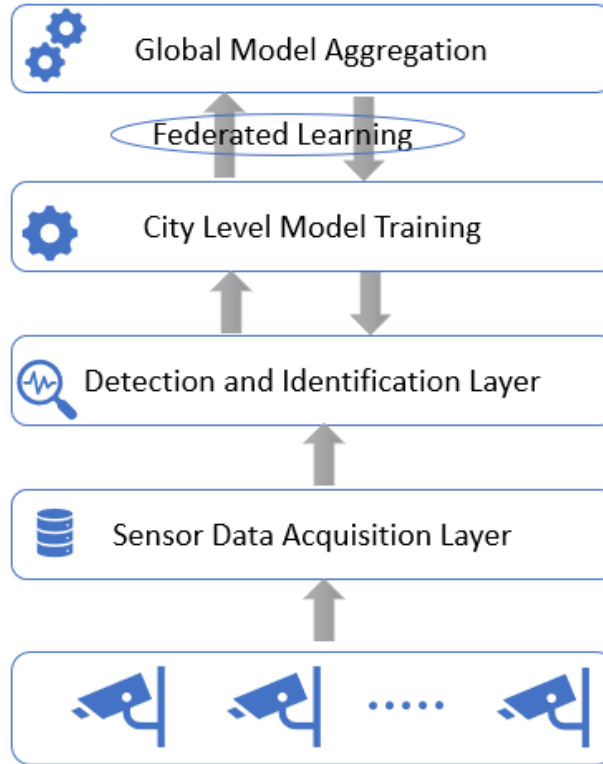 Global Model Aggregation
Federated Learning
City Level Model Training
Detection and Identification Layer
Sensor Data Acquisition Layer